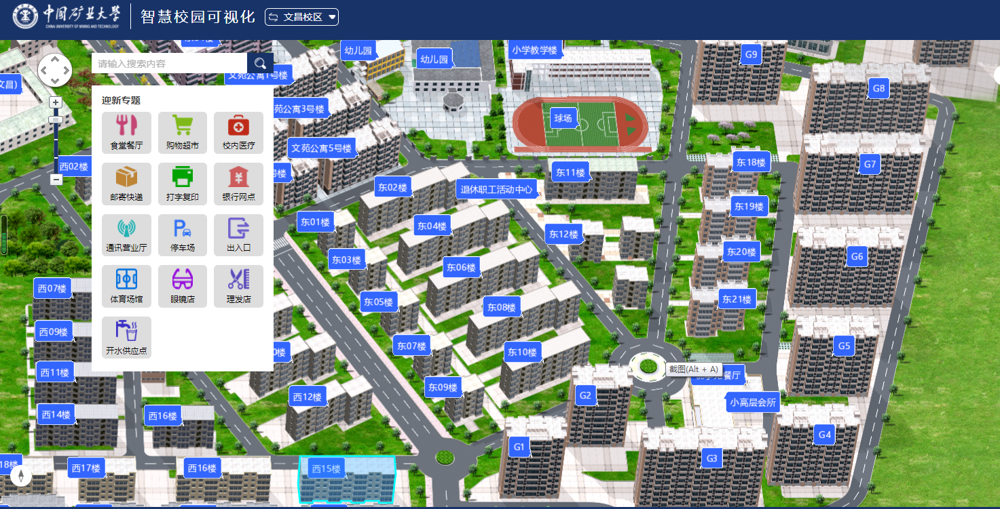 中国矿业大学
CHINA UNIVERSITY OF MINING AND TECHNOLOGY
智慧校园可视化
文昌校区
请输入搜索内容
迎新专题
食堂餐厅
购物超市
校内医疗
邮寄快递
打字复印
银行网点
通讯营业厅
停车场
出入口
体育场馆
眼镜店
理发店
开水供应点
幼儿园
幼儿园
小学教学楼
G9
文苑公寓1号楼
文昌)
G8
苑公寓3号楼
球场
文苑公寓5号楼
西02楼
号楼
东11楼
东18楼
G7
东02楼
退休职工活动中心
东19楼
东01楼
东04楼
东12楼
东20楼
G6
东03楼
东06楼
西07楼
东05楼
东08楼
东21楼
西09楼
0楼
东07楼
东10楼
G5
西11楼
截图(Alt + A)
餐厅
东09楼
G2
西12楼
小高层会所
西14楼
西16楼
G4
G1
G3
18楼
西17楼
西16楼
西15楼